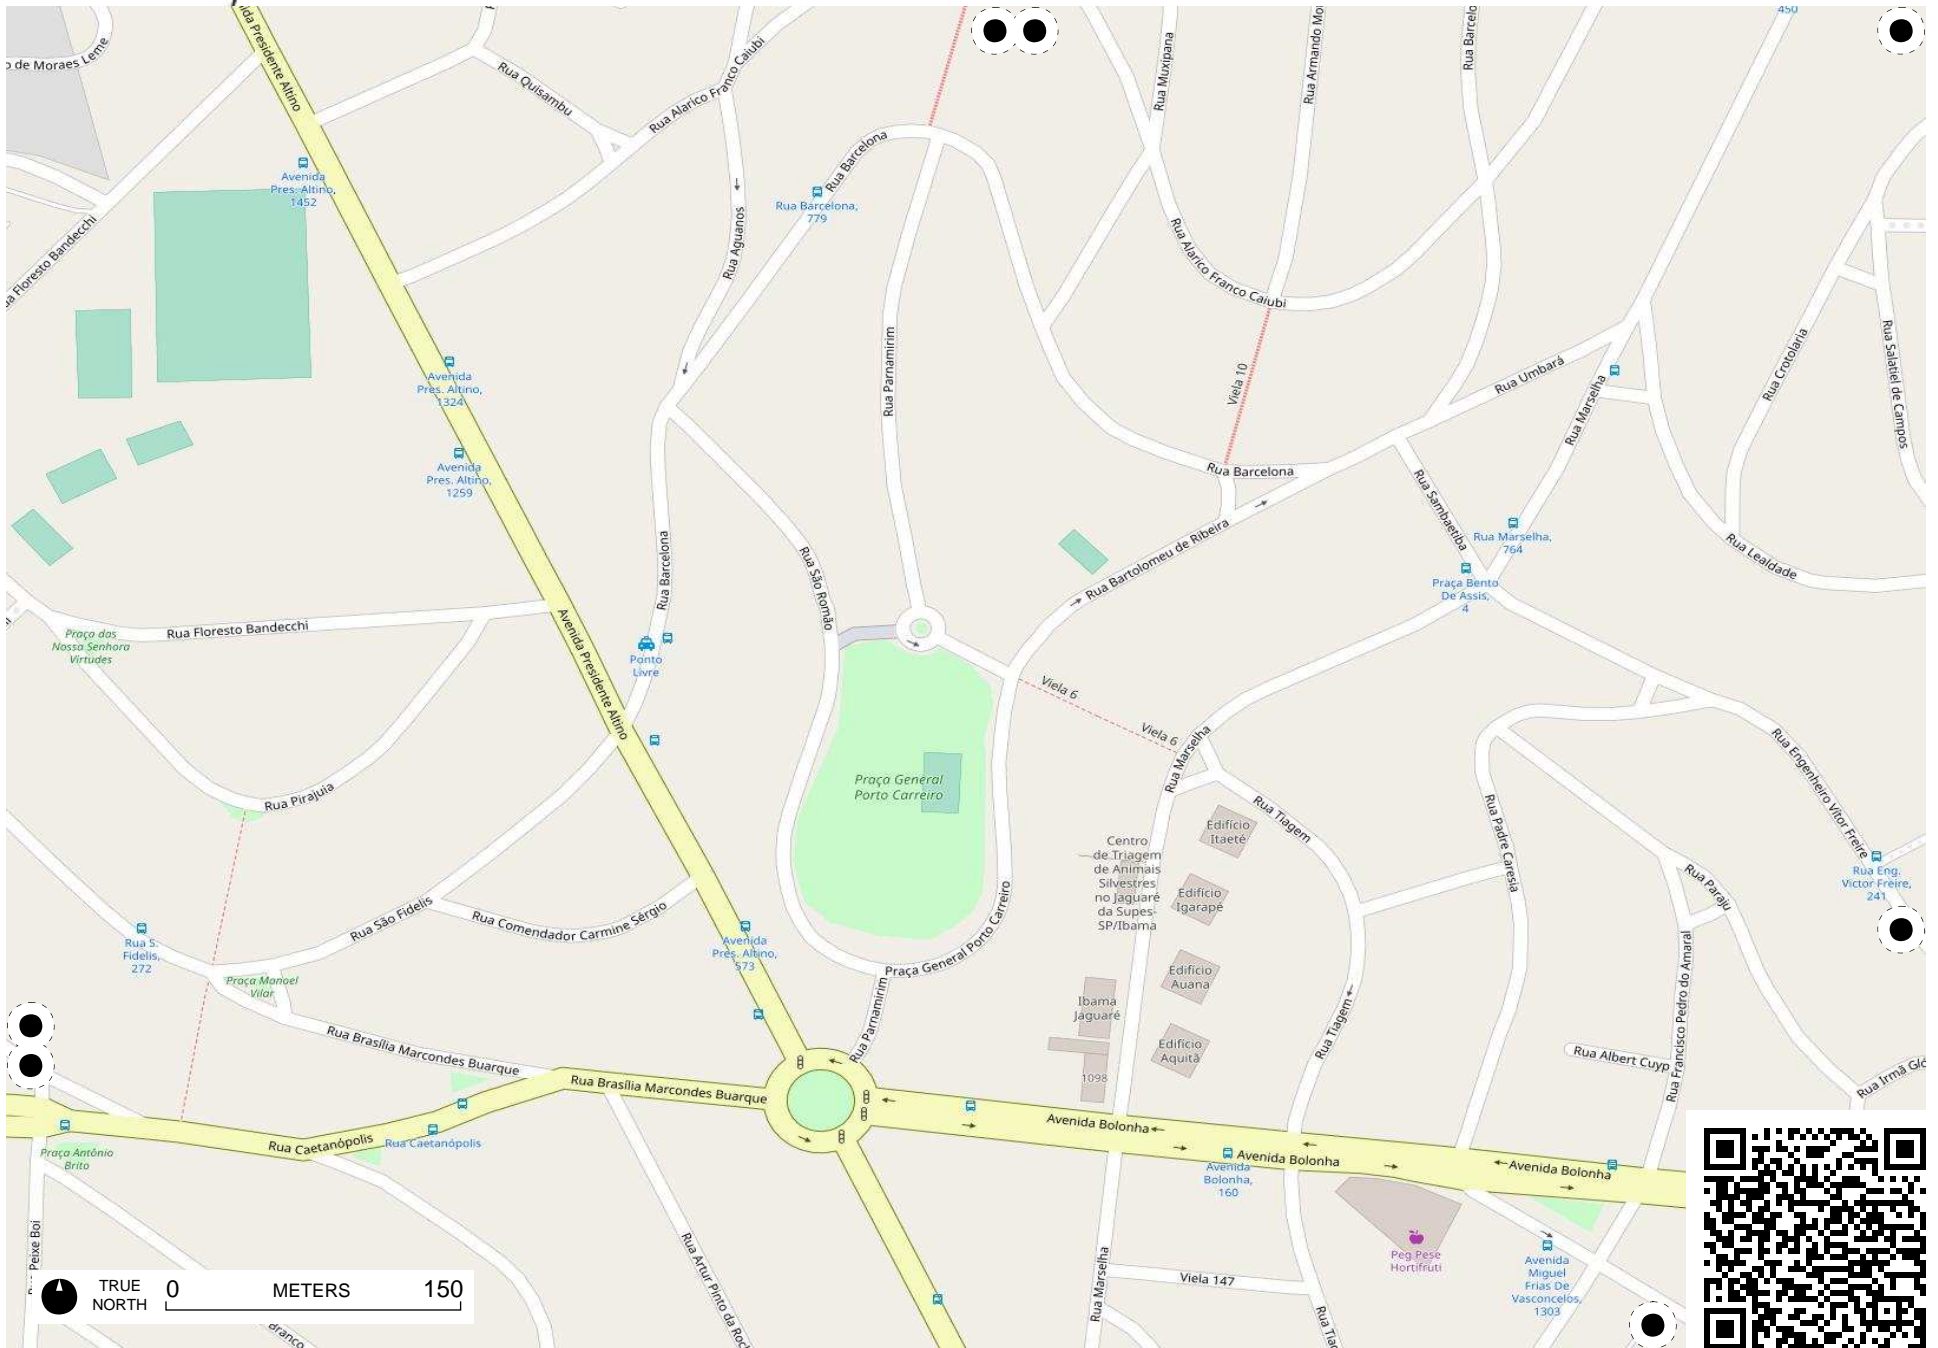 450
o de Moraes Leme
Avenida Presidente Altino
Rua Quisambu
Rua Alarico Franco Caiubi
Rua Muxipana
Rua Armando Mo
Rua Barcelo
Avenida
Pres. Altino,
1452
Rua Barcelona
Rua Barcelona,
779
Rua Aguanos
ua Floresto Bandecchi
Rua Alarico Franco Caiubi
Rua Parnamirim
Viela 10
Rua Umbará
Rua Marselha
Rua Crotolaria
Rua Salatiel de Campos
Avenida
Pres. Altino,
1324
Avenida
Pres. Altino,
1259
Rua Barcelona
Rua Sambaetiba
Rua Marselha,
764
Rua Lealdade
Rua Bartolomeu de Ribeira
Praça Bento
De Assis,
4
Rua São Romão
Rua Barcelona
Rua Floresto Bandecchi
Praça das
Nossa Senhora
Virtudes
Ponto
Livre
Avenida Presidente Altino
Viela 6
Viela 6
Rua Marselha
Praça General
Porto Carreiro
Rua Pirajuia
Rua Tiagem
Rua Engenheiro Vítor Freire
Rua Padre Caresia
Edifício
Itaeté
Centro
de Triagem
de Animais
Silvestres
no Jaguaré
da Supes-
SP/Ibama
Edifício
Igarapé
Rua Paraju
Rua Eng.
Victor Freire,
241
Rua São Fidelis
Rua Comendador Carmine Sérgio
Rua S.
Fidelis,
272
Avenida
Pres. Altino,
573
Praça General Porto Carreiro
Praça Manoel
Vilar
Edifício
Auana
Ibama
Jaguaré
Rua Parnamirim
Rua Tiagem
Rua Francisco Pedro do Amaral
Edifício
Aquitã
1098
Rua Albert Cuyp
Rua Irmã Gló
Rua Brasília Marcondes Buarque
Rua Brasília Marcondes Buarque
Rua Caetanópolis
Rua Caetanópolis
Avenida Bolonha
Avenida Bolonha
Avenida Bolonha
Avenida
Bolonha,
160
Praça Antônio
Brito
Peixe Boi
Rua Artur Pinto da Roc
Rua Marselha
Viela 147
Rua Tia
Peg Pese
Hortifruti
Avenida
Miguel
Frias De
Vasconcelos,
1303
Branco
TRUE
NORTH
0 METERS 150